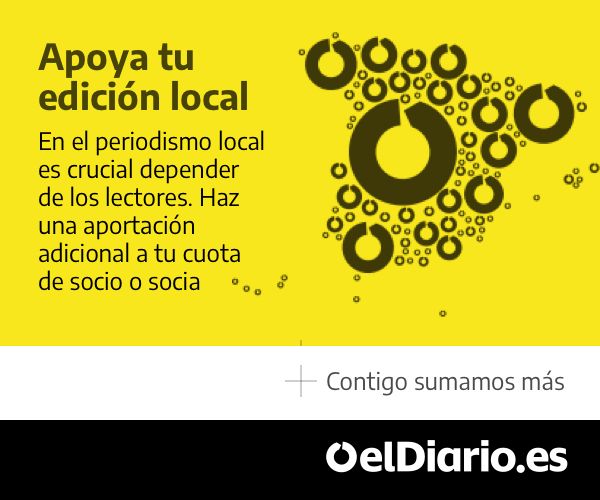 Apoya tu
edición local
En el periodismo local
es crucial depender
de los lectores. Haz
una aportación
adicional a tu cuota
de socio o socia
Contigo sumamos más
elDiario.es